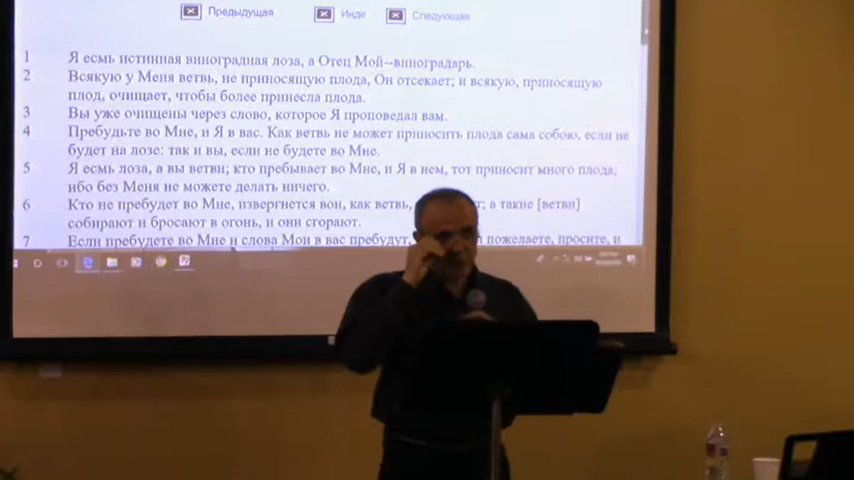 Предыдущая Инде Следующая
1 Я есмь истинная виноградная лоза, а Отец Мой--виноградарь.
2 Всякую у Меня ветвь, не приносящую плода, Он отсекает; и всякую, приносящую
плод, очищает, чтобы более принесла плода.
3 Вы уже очищены через слово, которое Я проповедал вам.
4 Пребудьте во Мне, и Я в вас. Как ветвь не может приносить плода сама собою, если не
будет на лозе: так и вы, если не будете во Мне.
5 Я есмь лоза, а вы ветви; кто пребывает во Мне, и Я в нем, тот приносит много плода;
ибо без Меня не можете делать ничего.
6 Кто не пребудет во Мне, извергнется вон, как ветвь, а такие [ветви]
собирают и бросают в огонь, и они сгорают.
7 Если пребудете во Мне и слова Мои в вас пребудут, пожелаете, просите, и